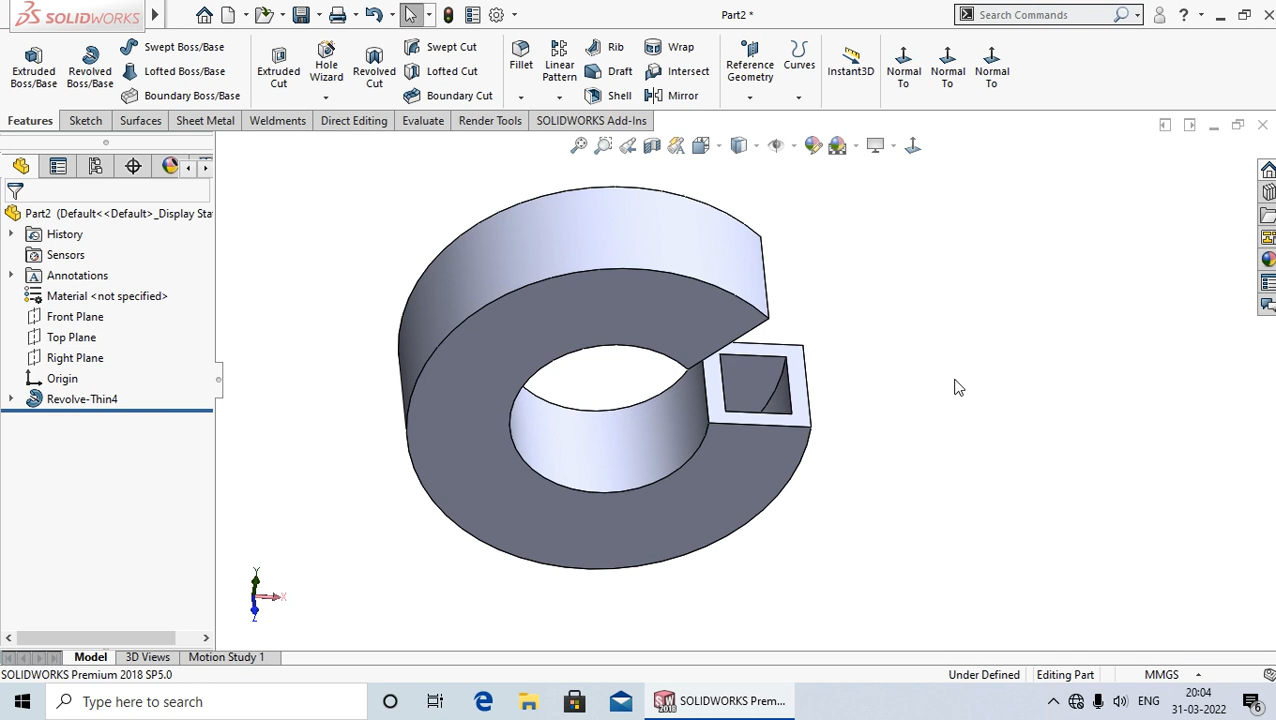 SOLIDWORKS
Part2 *
Search Commands
?
Extruded Boss/Base
Revolved Boss/Base
Swept Boss/Base
Lofted Boss/Base
Boundary Boss/Base
Extruded Cut
Hole Wizard
Revolved Cut
Swept Cut
Lofted Cut
Boundary Cut
Fillet
Linear Pattern
Rib
Draft
Shell
Wrap
Intersect
Mirror
Reference Geometry
Curves
Instant3D
Normal To
Normal To
Normal To
Features Sketch Surfaces Sheet Metal Weldments Direct Editing Evaluate Render Tools SOLIDWORKS Add-Ins
Part2 (Default<<Default>_Display Sta
History
Sensors
A Annotations
Material <not specified>
Front Plane
Top Plane
Right Plane
Origin
Revolve-Thin4
Y
X
Z
Model 3D Views Motion Study 1
SOLIDWORKS Premium 2018 SP5.0 Under Defined Editing Part MMGS
Type here to search
SW 2018
SOLIDWORKS Prem...
ENG
20:04
31-03-2022
6